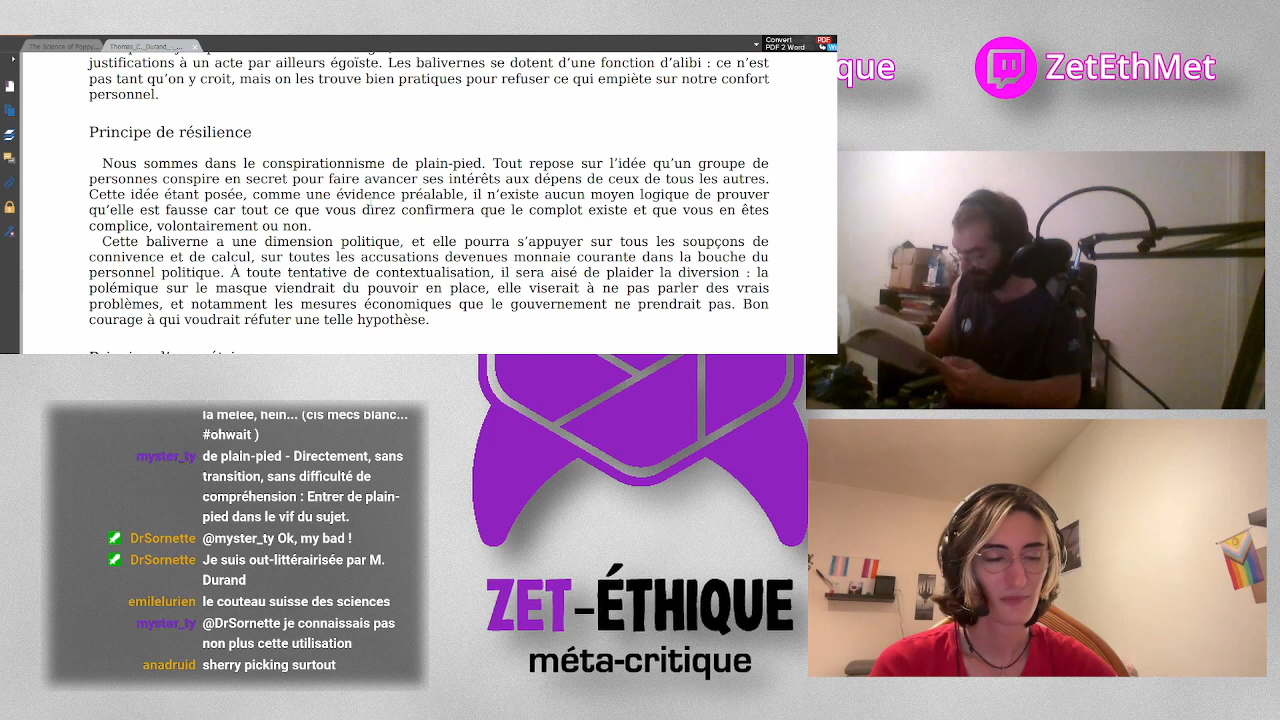 The Science of Poppy...
Thomas_C._Durand_-_...
Convert
PDF 2 Word
PDF
justifications à un acte par ailleurs égoïste. Les balivernes se dotent d’une fonction d’alibi : ce n’est
pas tant qu’on y croit, mais on les trouve bien pratiques pour refuser ce qui empiète sur notre confort
personnel.
Principe de résilience
Nous sommes dans le conspirationnisme de plain-pied. Tout repose sur l’idée qu’un groupe de
personnes conspire en secret pour faire avancer ses intérêts aux dépens de ceux de tous les autres.
Cette idée étant posée, comme une évidence préalable, il n’existe aucun moyen logique de prouver
qu’elle est fausse car tout ce que vous direz confirmera que le complot existe et que vous en êtes
complice, volontairement ou non.
Cette baliverne a une dimension politique, et elle pourra s’appuyer sur tous les soupçons de
connivence et de calcul, sur toutes les accusations devenues monnaie courante dans la bouche du
personnel politique. À toute tentative de contextualisation, il sera aisé de plaider la diversion : la
polémique sur le masque viendrait du pouvoir en place, elle viserait à ne pas parler des vrais
problèmes, et notamment les mesures économiques que le gouvernement ne prendrait pas. Bon
courage à qui voudrait réfuter une telle hypothèse.
que
ZetEthMet
la mêlée, hein... (cis mecs blanc...
#ohwait )
myster_ty de plain-pied - Directement, sans
transition, sans difficulté de
compréhension : Entrer de plain-
pied dans le vif du sujet.
DrSornette @myster_ty Ok, my bad !
DrSornette Je suis out-littérairisée par M.
Durand
emilelurien le couteau suisse des sciences
myster_ty @DrSornette je connaissais pas
non plus cette utilisation
anadruid sherry picking surtout
ZET-ÉTHIQUE
méta-critique